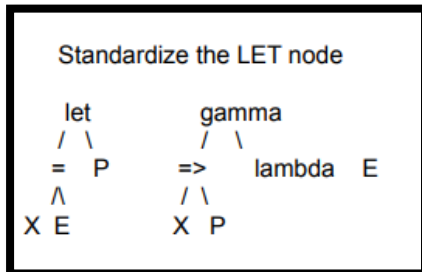 Standardize the LET node
let gamma
/ \ / \
= P => lambda E
/\ / \
X E X P